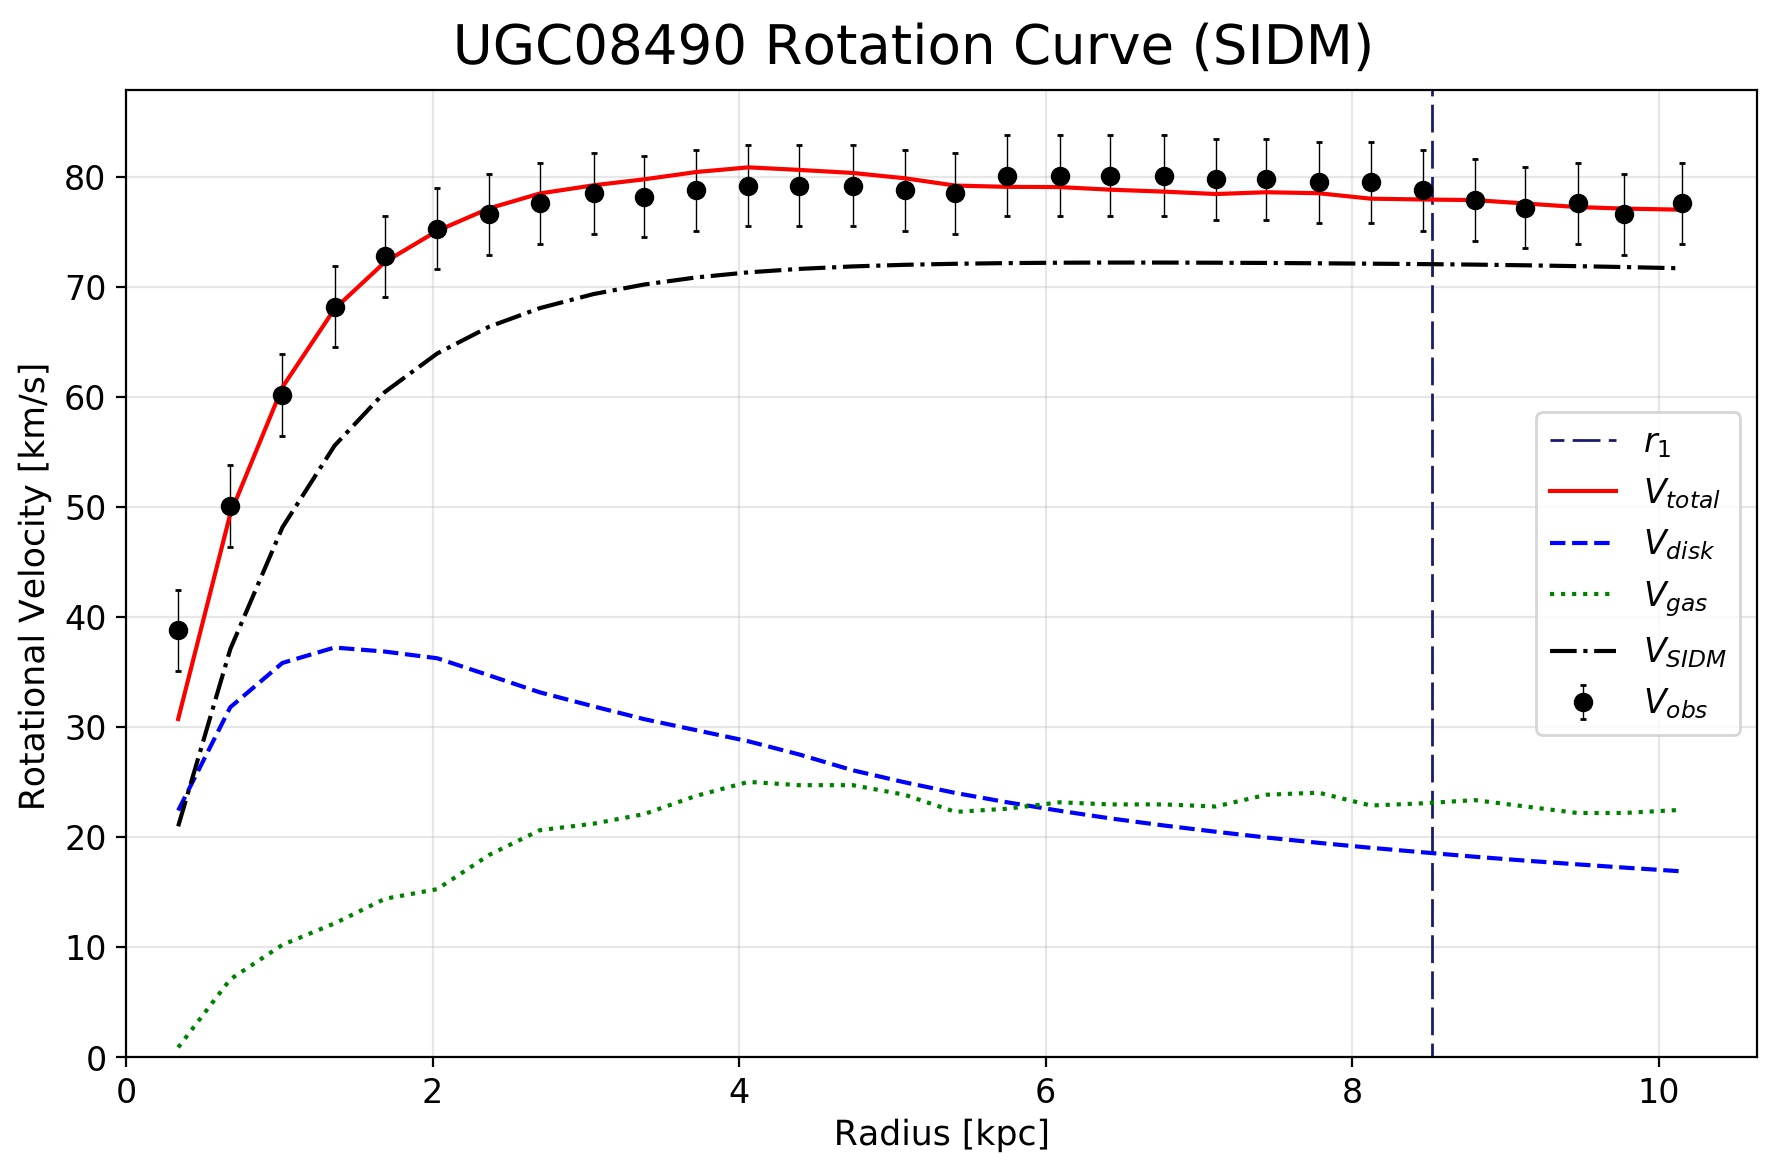 UGC08490 Rotation Curve (SIDM)
Rotational Velocity [km/s]
80
70
60
50
40
30
20
10
0
0 2 4 6 8 10
Radius [kpc]
r1
Vtotal
Vdisk
Vgas
VSIDM
Vobs